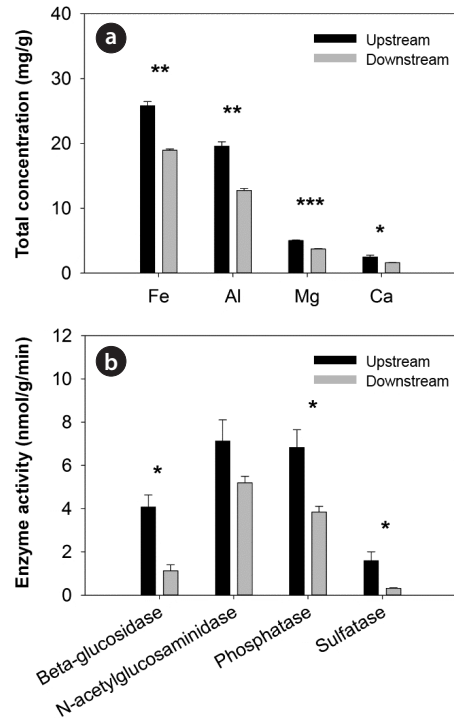 a
Upstream
Downstream
Total concentration (mg/g)
40
30
20
10
0
**
**
***
*
Fe Al Mg Ca
b
Upstream
Downstream
Enzyme activity (nmol/g/min)
12
10
8
6
4
2
0
*
*
*
Beta-glucosidase
N-acetylglucosaminidase
Phosphatase
Sulfatase